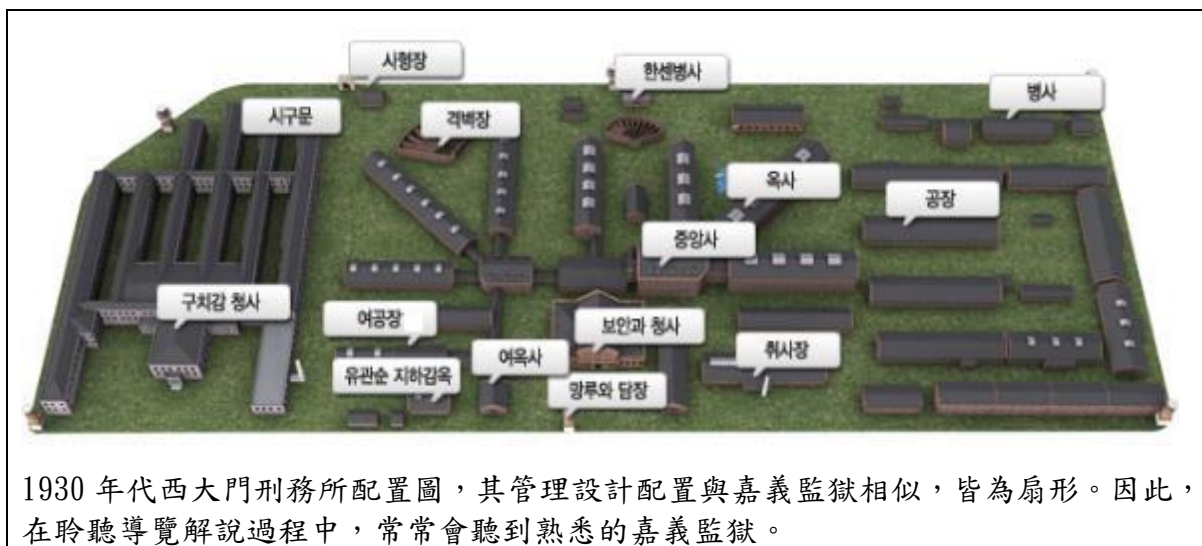 사형장
한센병사
병사
시구문
격벽장
옥사
공장
중앙사
구치감 청사
여공장
보안과 청사
여옥사
취사장
유관순 지하감옥
망루와 담장
1930 年代西大門刑務所配置圖，其管理設計配置與嘉義監獄相似，皆為扇形。因此，
在聆聽導覽解說過程中，常常會聽到熟悉的嘉義監獄。